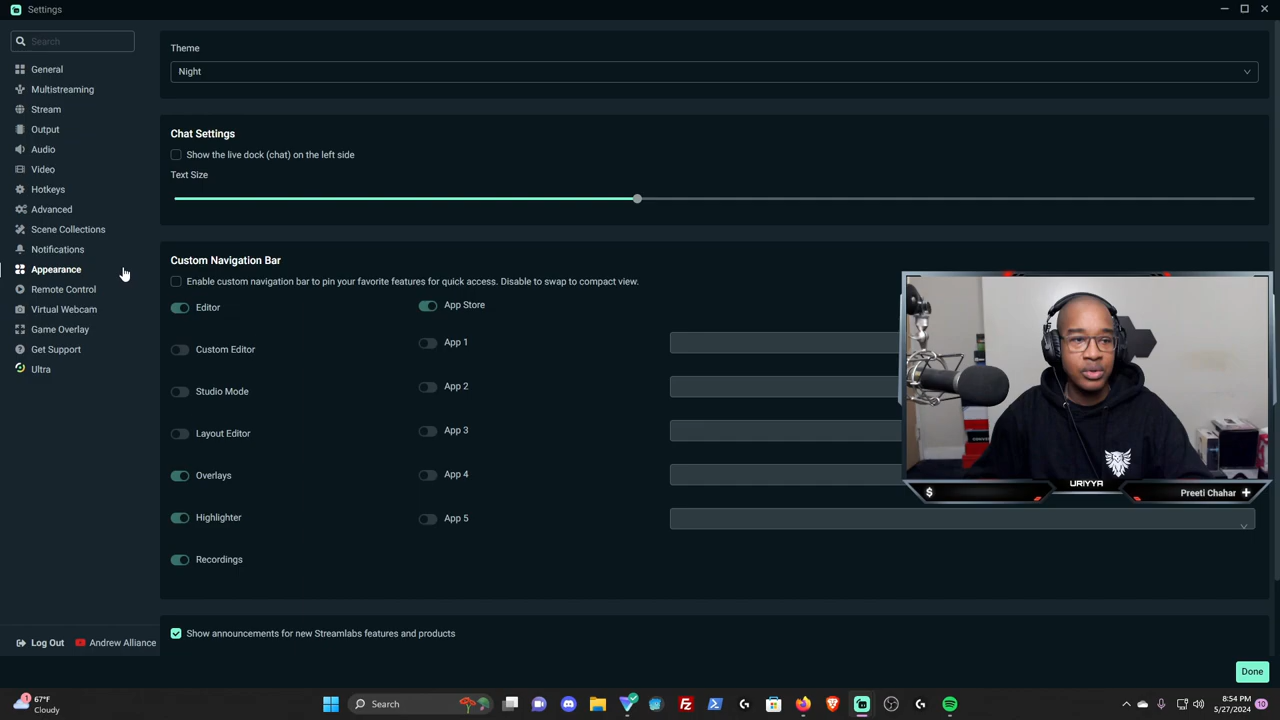 Settings
Search
General
Multistreaming
Stream
Output
Audio
Video
Hotkeys
Advanced
Scene Collections
Notifications
Appearance
Remote Control
Virtual Webcam
Game Overlay
Get Support
Ultra
Log Out Andrew Alliance
Theme
Night
Chat Settings
Show the live dock (chat) on the left side
Text Size
Custom Navigation Bar
Enable custom navigation bar to pin your favorite features for quick access. Disable to swap to compact view.
Editor App Store
Custom Editor App 1
Studio Mode App 2
Layout Editor App 3
Overlays App 4
Highlighter App 5
Recordings
Show announcements for new Streamlabs features and products
URIYYA
$ Preeti Chahar +
Done
1
67°F
Cloudy
Search
FZ
8:54 PM
5/27/2024
10